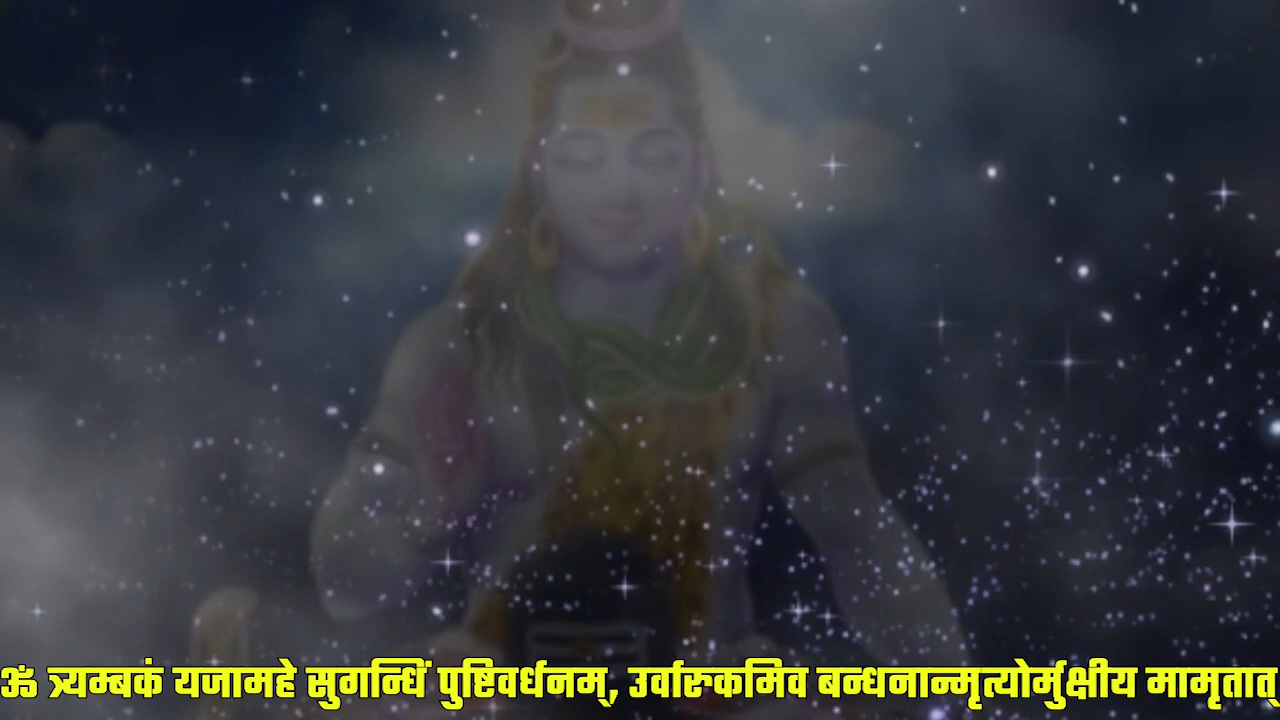 ॐ त्र्यम्बकं यजामहे सुगन्धिं पुष्टिवर्धनम्, उर्वारुकमिव बन्धनान्मृत्योर्मुक्षीय मामृतात्